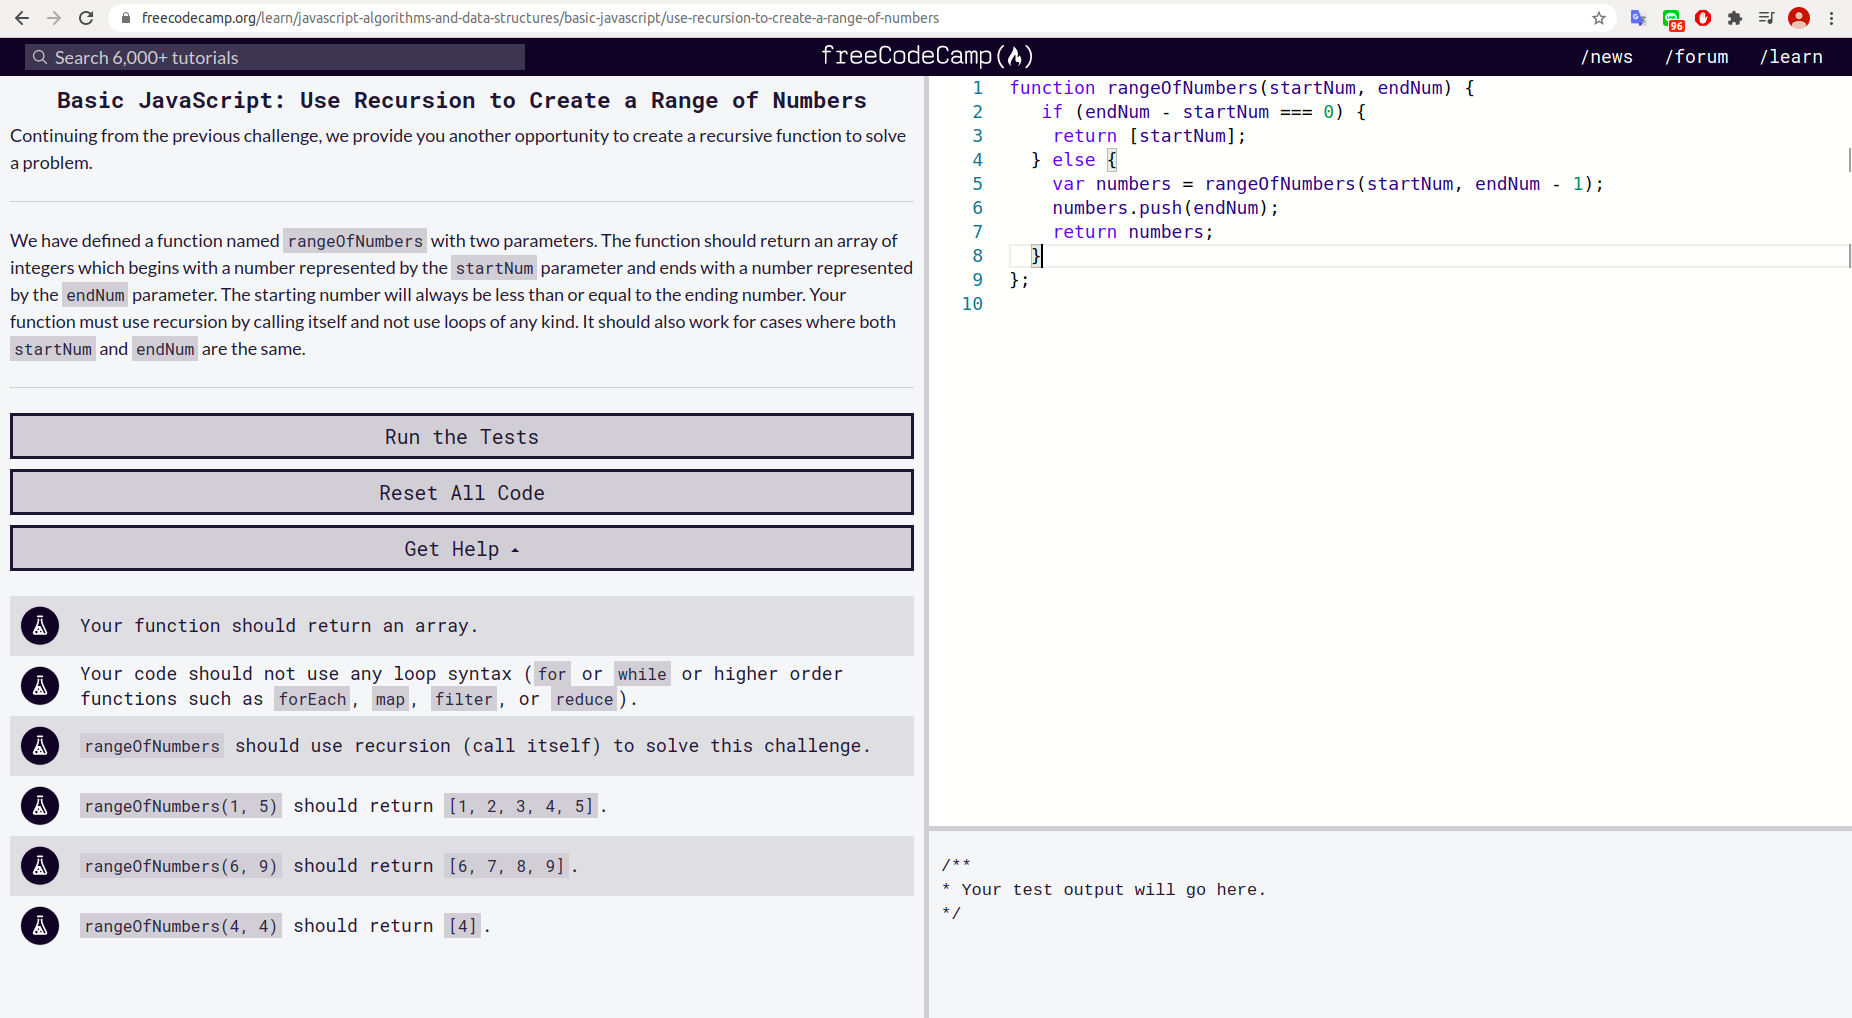 freecodecamp.org/learn/javascript-algorithms-and-data-structures/basic-javascript/use-recursion-to-create-a-range-of-numbers
96
Search 6,000+ tutorials
freeCodeCamp
/news
/forum
/learn
Basic JavaScript: Use Recursion to Create a Range of Numbers
Continuing from the previous challenge, we provide you another opportunity to create a recursive function to solve
a problem.
We have defined a function named rangeOfNumbers with two parameters. The function should return an array of
integers which begins with a number represented by the startNum parameter and ends with a number represented
by the endNum parameter. The starting number will always be less than or equal to the ending number. Your
function must use recursion by calling itself and not use loops of any kind. It should also work for cases where both
startNum and endNum are the same.
Run the Tests
Reset All Code
Get Help
Your function should return an array.
Your code should not use any loop syntax (for or while or higher order
functions such as forEach, map, filter, or reduce).
rangeOfNumbers should use recursion (call itself) to solve this challenge.
rangeOfNumbers(1, 5) should return [1, 2, 3, 4, 5].
rangeOfNumbers(6, 9) should return [6, 7, 8, 9].
rangeOfNumbers(4, 4) should return [4].
1 function rangeOfNumbers(startNum, endNum) {
2 if (endNum - startNum === 0) {
3 return [startNum];
4 } else {
5 var numbers = rangeOfNumbers(startNum, endNum - 1);
6 numbers.push(endNum);
7 return numbers;
8 }
9 };
10
/**
* Your test output will go here.
*/